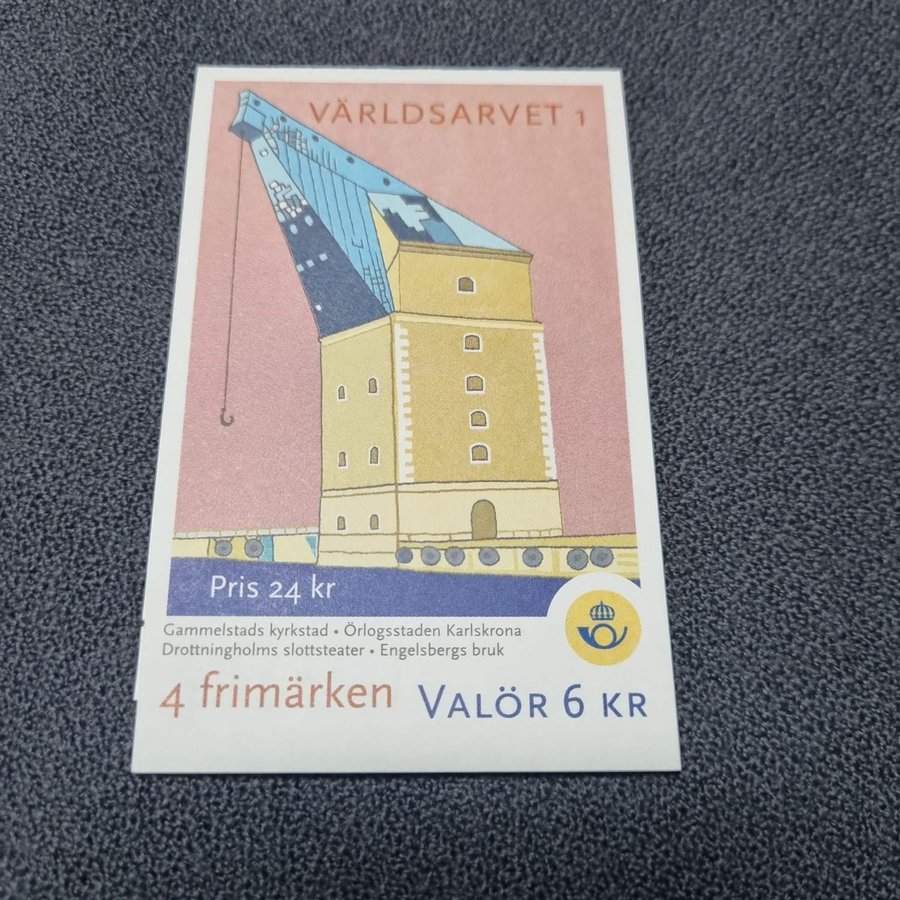 VÄRLDSARVET 1
Pris 24 kr
Gammelstads kyrkstad • Örlogsstaden Karlskrona
Drottningholms slottsteater • Engelsbergs bruk
4 frimärken VALÖR 6 KR